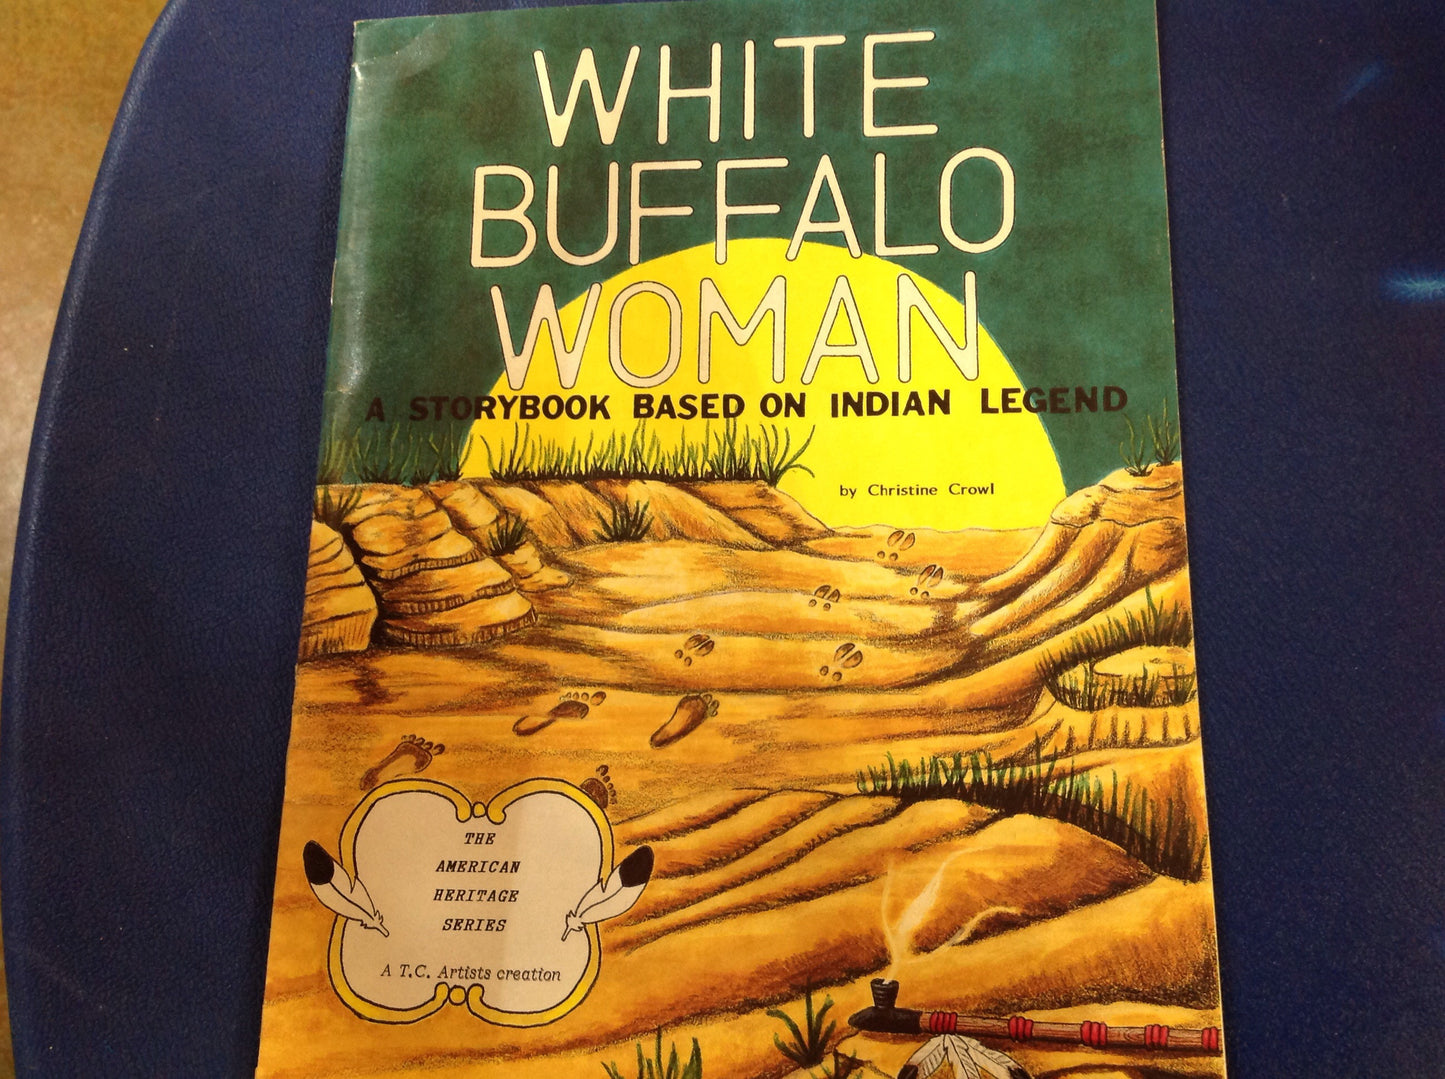 WHITE
BUFFALO
WOMAN
A STORYBOOK BASED ON INDIAN LEGEND
by Christine Crowl
THE
AMERICAN
HERITAGE
SERIES
A T.C. Artists creation